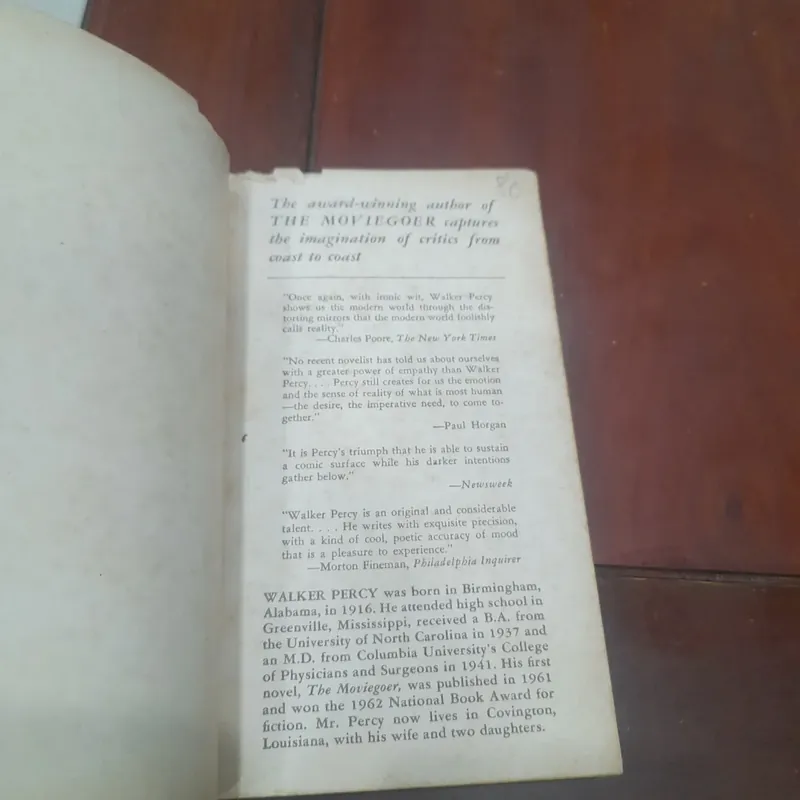 80
The award-winning author of
THE MOVIEGOER captures
the imagination of critics from
coast to coast
"Once again, with ironic wit, Walker Percy
shows us the modern world through the dis-
torting mirrors that the modern world foolishly
calls reality."
—Charles Poore, The New York Times
"No recent novelist has told us about ourselves
with a greater power of empathy than Walker
Percy. . . . Percy still creates for us the emotion
and the sense of reality of what is most human
—the desire, the imperative need, to come to-
gether."
—Paul Horgan
"It is Percy's triumph that he is able to sustain
a comic surface while his darker intentions
gather below."
—Newsweek
"Walker Percy is an original and considerable
talent. . . . He writes with exquisite precision,
with a kind of cool, poetic accuracy of mood
that is a pleasure to experience."
—Morton Fineman, Philadelphia Inquirer
WALKER PERCY was born in Birmingham,
Alabama, in 1916. He attended high school in
Greenville, Mississippi, received a B.A. from
the University of North Carolina in 1937 and
an M.D. from Columbia University's College
of Physicians and Surgeons in 1941. His first
novel, The Moviegoer, was published in 1961
and won the 1962 National Book Award for
fiction. Mr. Percy now lives in Covington,
Louisiana, with his wife and two daughters.